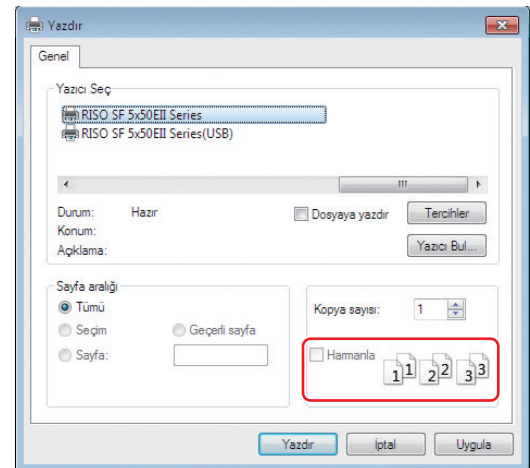 Yazdır
Genel
Yazıcı Seç
RISO SF 5x50EII Series
RISO SF 5x50EII Series(USB)
Durum: Hazır
Dosyaya yazdır Tercihler
Konum:
Açıklama:
Yazıcı Bul...
Sayfa aralığı
Tümü
Seçim Geçerli sayfa
Sayfa:
Kopya sayısı: 1
Hamanla
1 1 2 2 3 3
Yazdır İptal Uygula